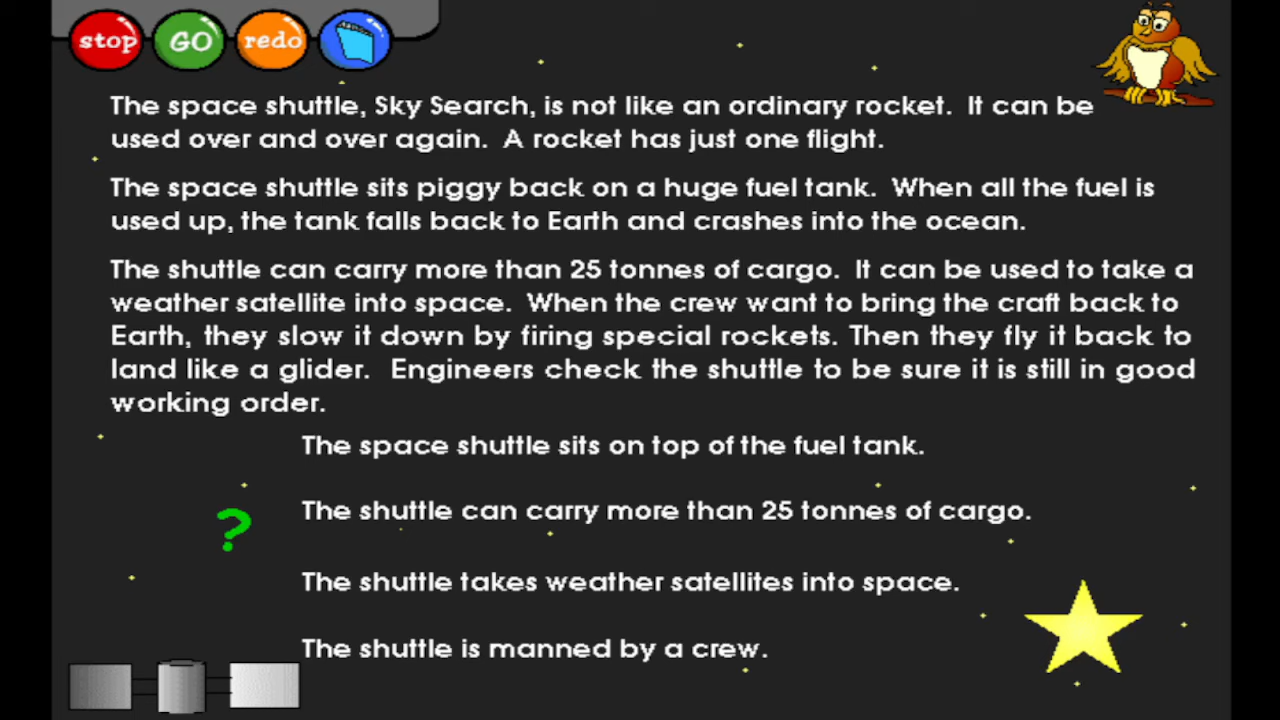 stop GO redo
The space shuttle, Sky Search, is not like an ordinary rocket. It can be
used over and over again. A rocket has just one flight.
The space shuttle sits piggy back on a huge fuel tank. When all the fuel is
used up, the tank falls back to Earth and crashes into the ocean.
The shuttle can carry more than 25 tonnes of cargo. It can be used to take a
weather satellite into space. When the crew want to bring the craft back to
Earth, they slow it down by firing special rockets. Then they fly it back to
land like a glider. Engineers check the shuttle to be sure it is still in good
working order.
The space shuttle sits on top of the fuel tank.
?
The shuttle can carry more than 25 tonnes of cargo.
The shuttle takes weather satellites into space.
The shuttle is manned by a crew.